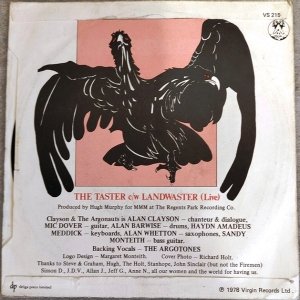 VS 215
THE TASTER c/w LANDWASTER (Live)
Produced by Hugh Murphy for MMM at The Regents Park Recording Co.
Clayson & The Argonauts is ALAN CLAYSON — chanteur & dialogue,
MIC DOVER — guitar, ALAN BARWISE — drums, HAYDN AMADEUS
MEDDICK — keyboards, ALAN WHETTON — saxophones, SANDY
MONTEITH — bass guitar.
Backing Vocals — THE ARGOTONES
Logo Design - Margaret Monteith. Cover Photo — Richard Holt.
Thanks to Steve & Graham, Hugh, The Holt, Stanhope, John Sinclair (but not the Firemen)
Simon D., J.D.V., Allan J., Jeff G., Anne N., all our women and the world for having us.
dp delga press limited
℗ 1978 Virgin Records Ltd.